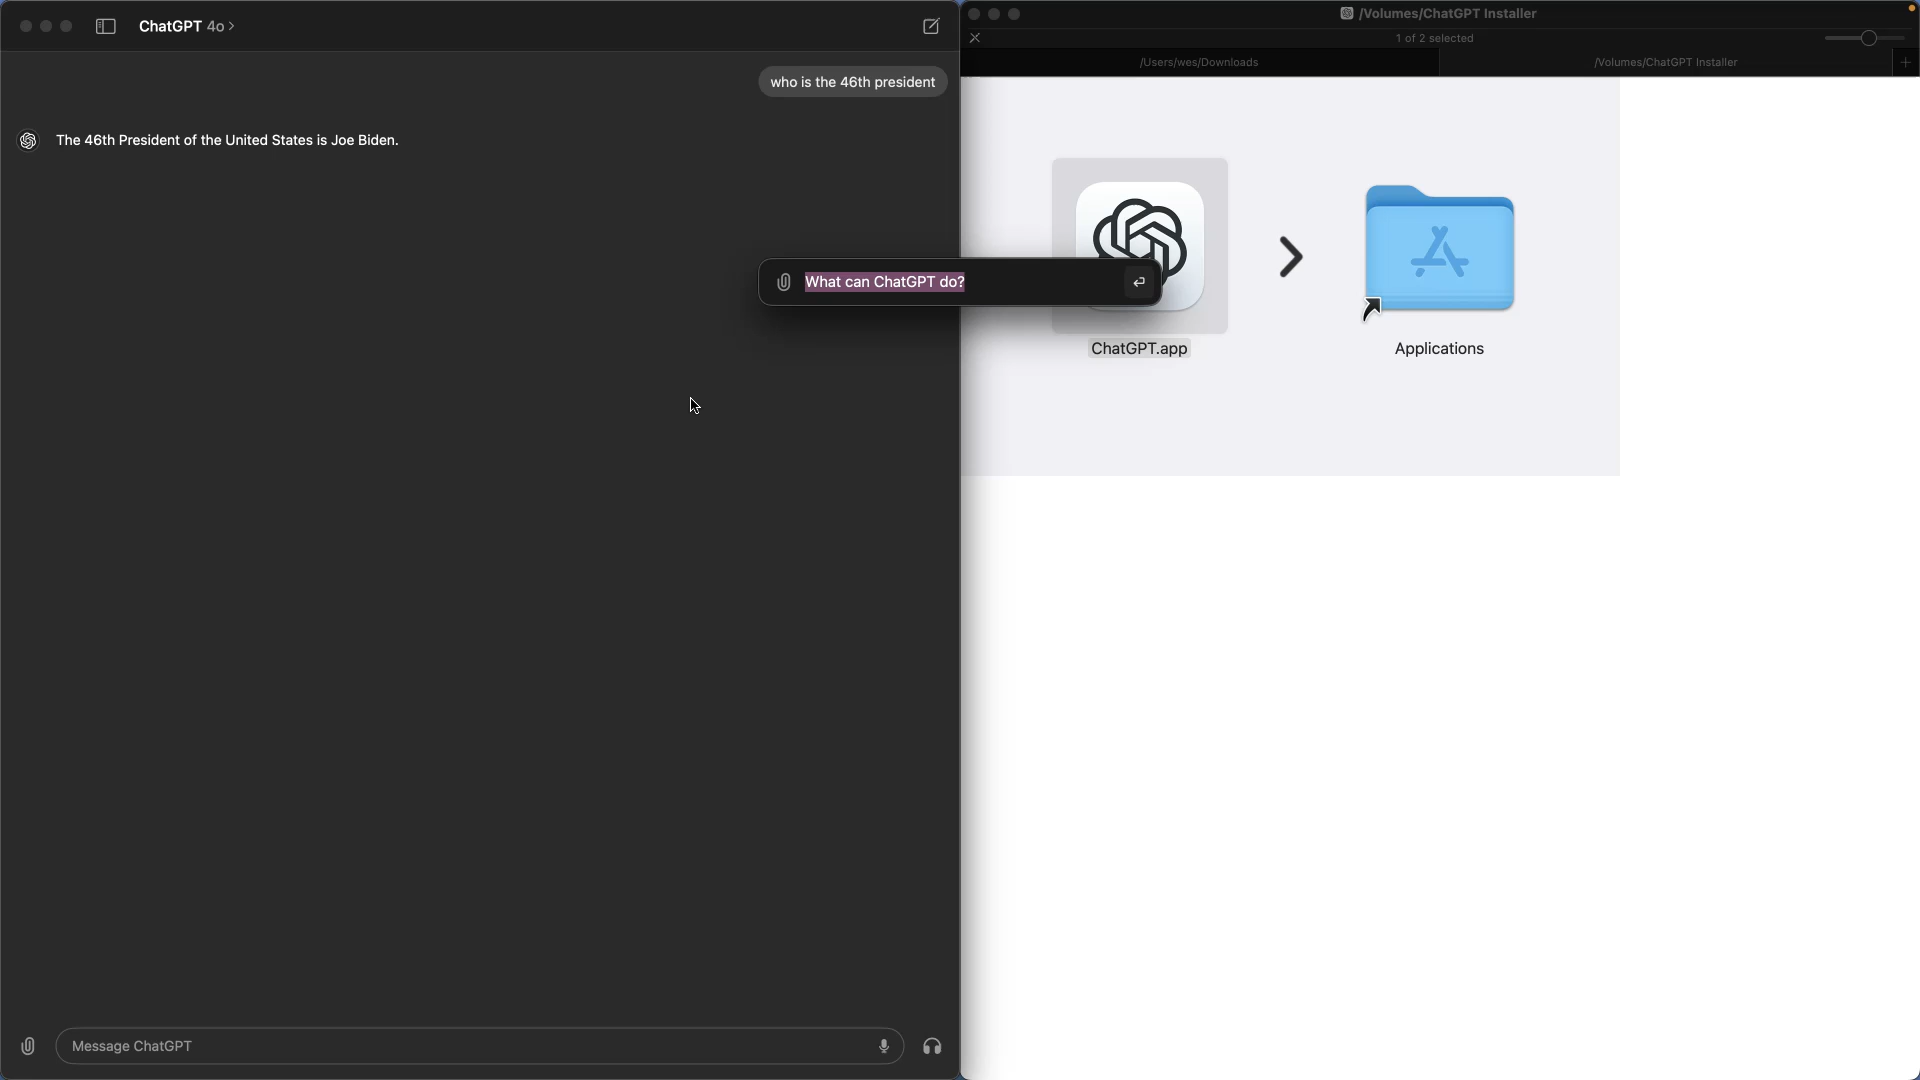 ChatGPT 4o >
who is the 46th president
The 46th President of the United States is Joe Biden.
What can ChatGPT do?
Message ChatGPT
/Volumes/ChatGPT Installer
1 of 2 selected
/Users/wes/Downloads
/Volumes/ChatGPT Installer
ChatGPT.app
Applications